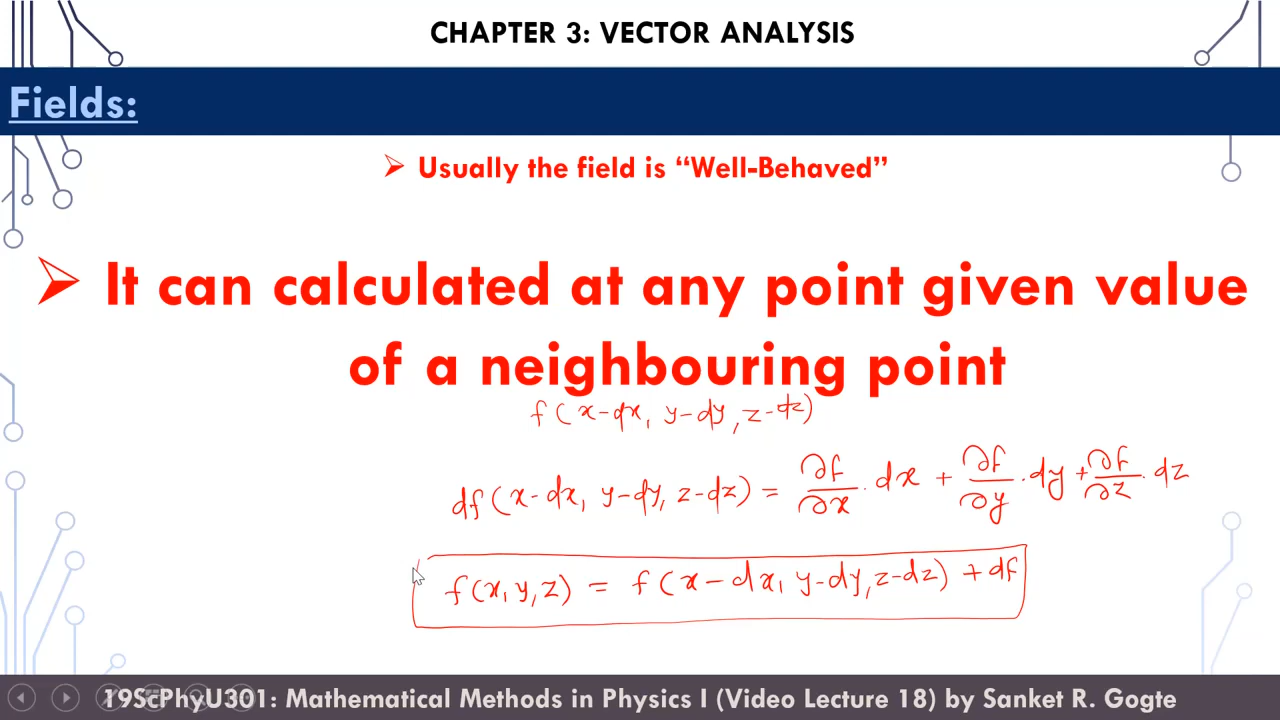 CHAPTER 3: VECTOR ANALYSIS
Fields:
➢ Usually the field is “Well-Behaved”
➢ It can calculated at any point given value
of a neighbouring point
f(x-dx, y-dy, z-dz)
df(x-dx, y-dy, z-dz) = ∂f/∂x · dx + ∂f/∂y · dy + ∂f/∂z · dz
f(x,y,z) = f(x-dx, y-dy, z-dz) + df
19ScPhyU301: Mathematical Methods in Physics I (Video Lecture 18) by Sanket R. Gogte